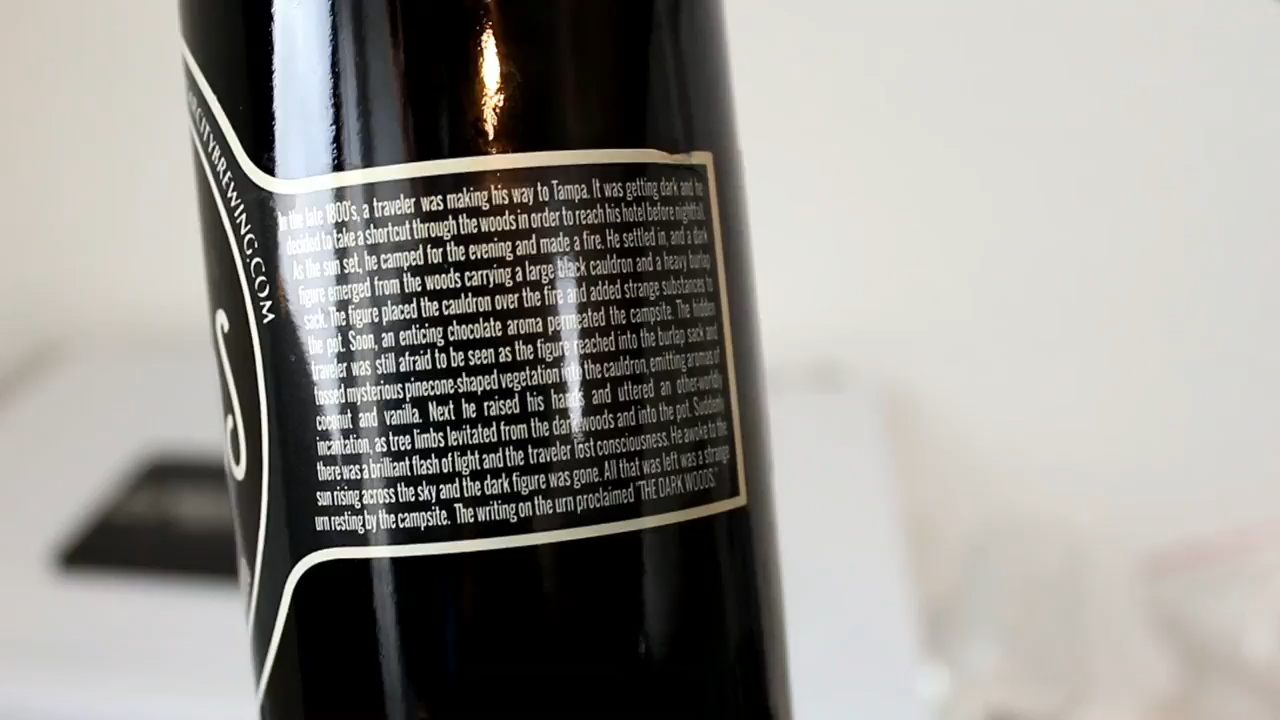 RCITYBREWING.COM
In the late 1800's, a traveler was making his way to Tampa. It was getting dark and he
decided to take a shortcut through the woods in order to reach his hotel before nightfall.
As the sun set, he camped for the evening and made a fire. He settled in, and a dark
figure emerged from the woods carrying a large black cauldron and a heavy burlap
sack. The figure placed the cauldron over the fire and added strange substances to
the pot. Soon, an enticing chocolate aroma permeated the campsite. The hidden
traveler was still afraid to be seen as the figure reached into the burlap sack and
tossed mysterious pinecone-shaped vegetation into the cauldron, emitting aromas of
coconut and vanilla. Next he raised his hands and uttered an other-worldly
incantation, as tree limbs levitated from the dark woods and into the pot. Suddenly
there was a brilliant flash of light and the traveler lost consciousness. He awoke to the
sun rising across the sky and the dark figure was gone. All that was left was a strange
urn resting by the campsite. The writing on the urn proclaimed "THE DARK WOODS."